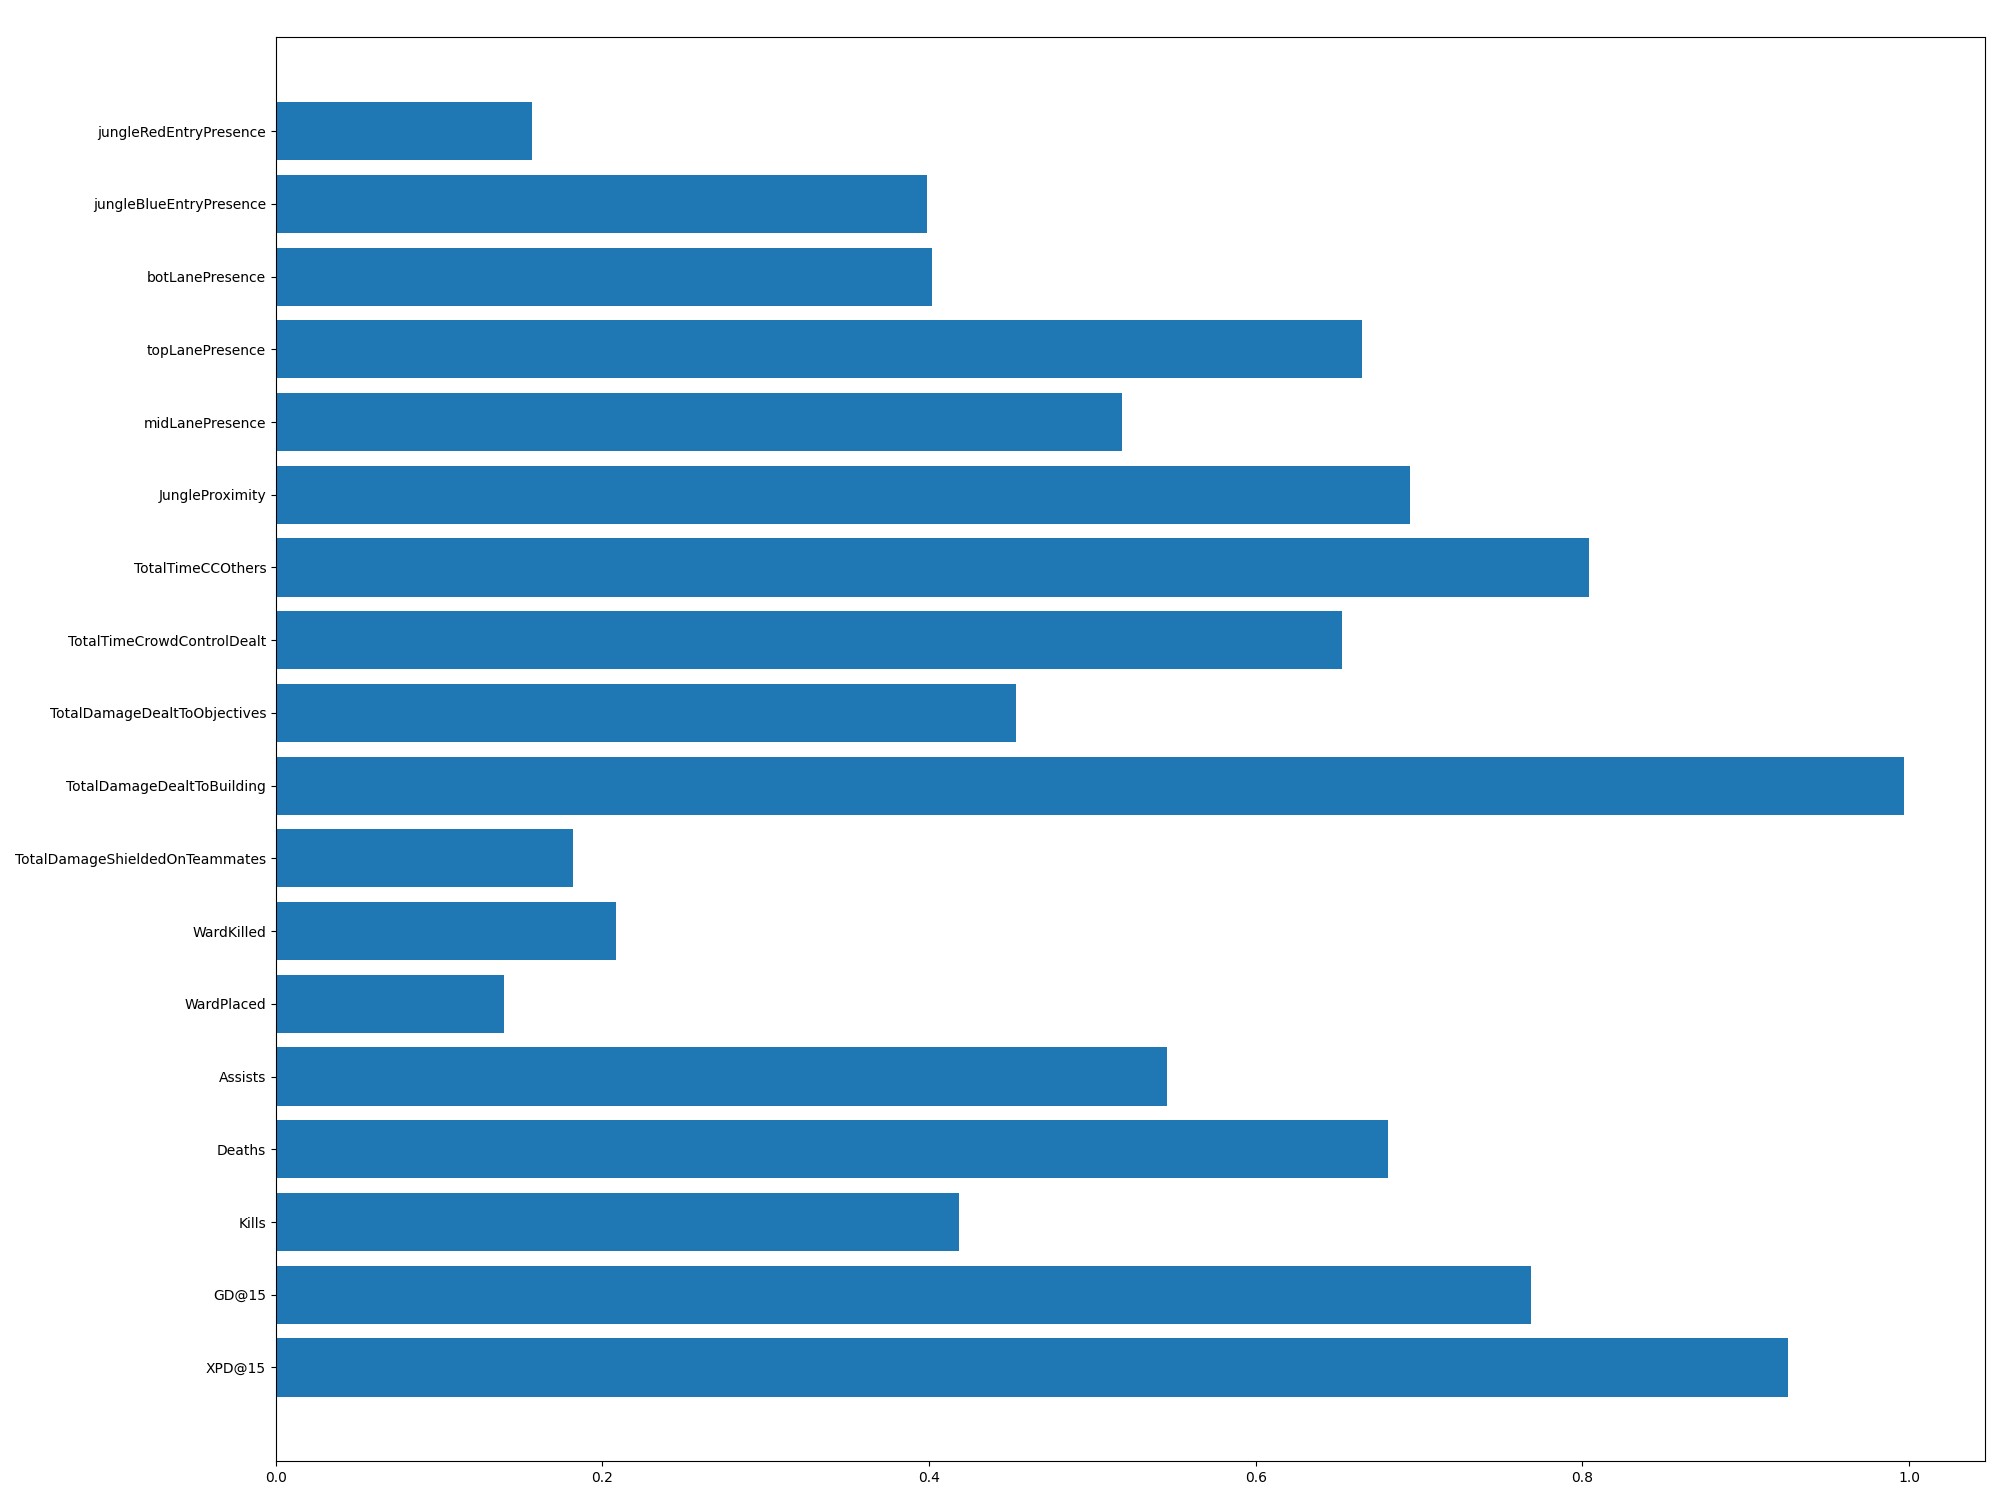 jungleRedEntryPresence
jungleBlueEntryPresence
botLanePresence
topLanePresence
midLanePresence
JungleProximity
TotalTimeCCOthers
TotalTimeCrowdControlDealt
TotalDamageDealtToObjectives
TotalDamageDealtToBuilding
TotalDamageShieldedOnTeammates
WardKilled
WardPlaced
Assists
Deaths
Kills
GD@15
XPD@15
0.0 0.2 0.4 0.6 0.8 1.0